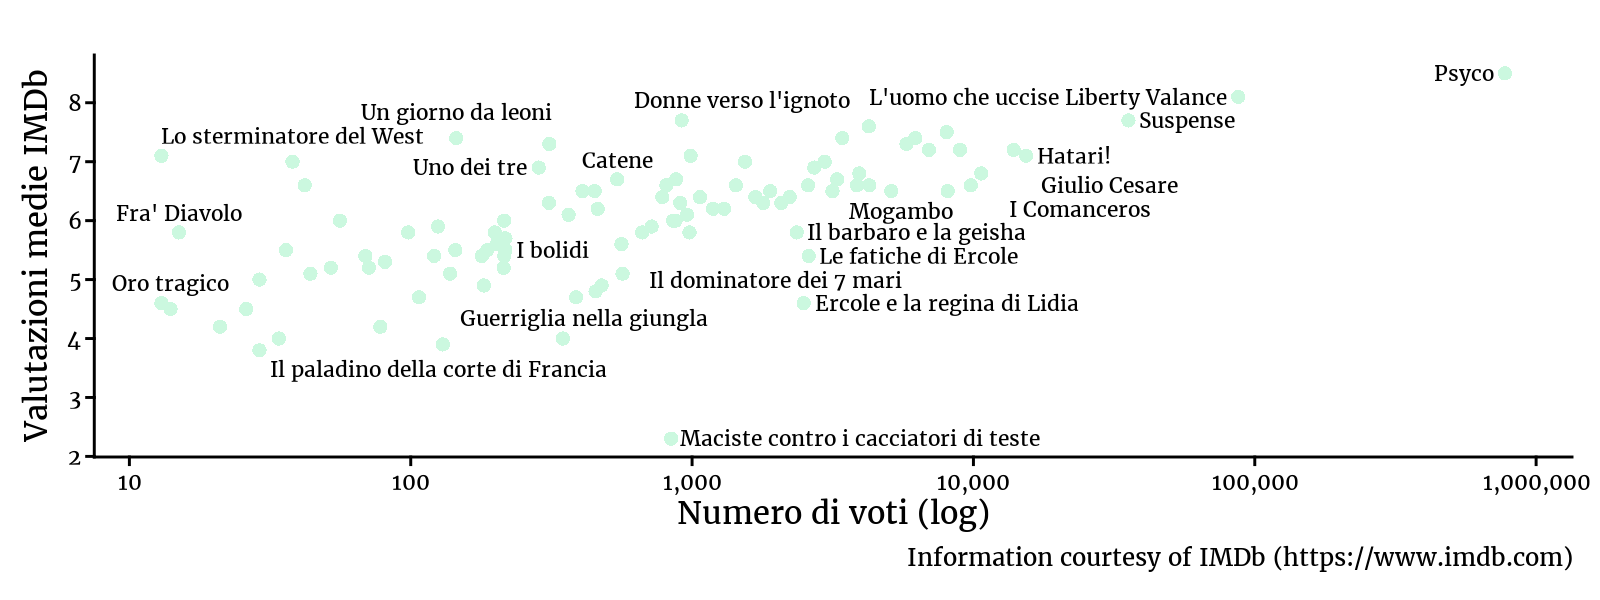 Psyco
Donne verso l'ignoto
L'uomo che uccise Liberty Valance
Un giorno da leoni
Suspense
Lo sterminatore del West
Hatari!
Catene
Uno dei tre
Giulio Cesare
I Comanceros
Mogambo
Fra' Diavolo
Il barbaro e la geisha
I bolidi
Le fatiche di Ercole
Oro tragico
Il dominatore dei 7 mari
Ercole e la regina di Lidia
Guerriglia nella giungla
Il paladino della corte di Francia
Maciste contro i cacciatori di teste
Valutazioni medie IMDb
8
7
6
5
4
3
2
10
100
1,000
10,000
100,000
1,000,000
Numero di voti (log)
Information courtesy of IMDb (https://www.imdb.com)